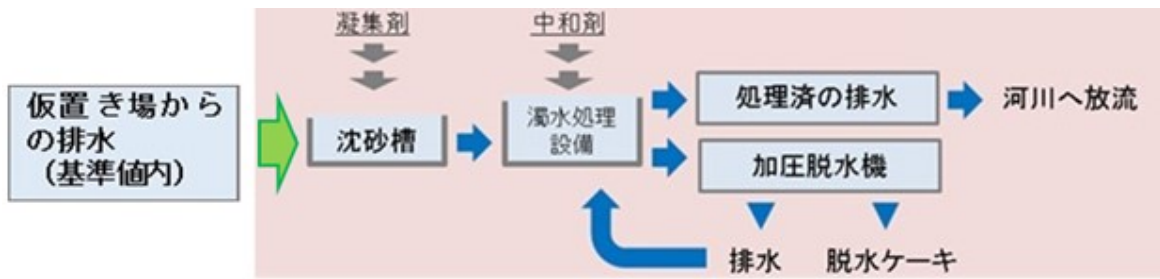 凝集剤
中和剤
仮置き場から
の排水
（基準値内）
沈砂槽
濁水処理
設備
処理済の排水
河川へ放流
加圧脱水機
排水
脱水ケーキ